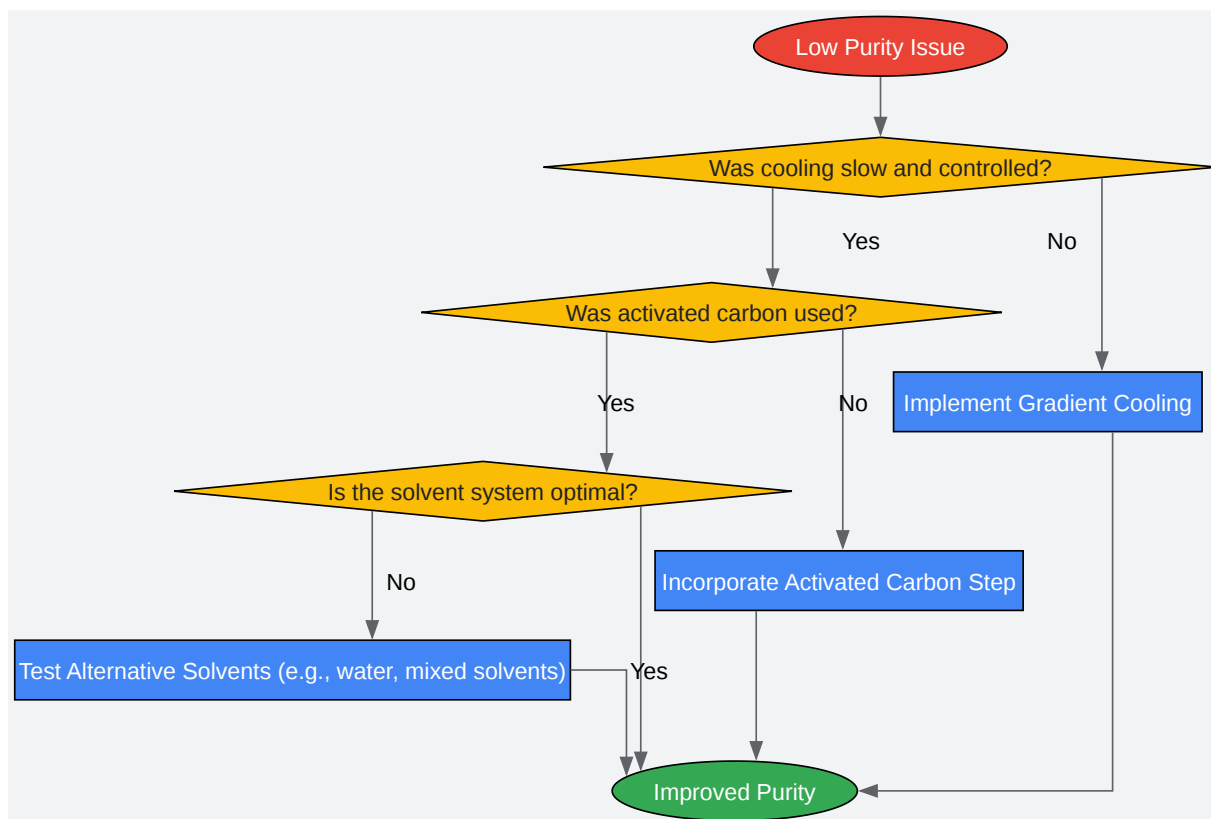 Low Purity Issue
Was cooling slow and controlled?
Yes
No
Was activated carbon used?
Yes
No
Implement Gradient Cooling
Is the solvent system optimal?
No
Incorporate Activated Carbon Step
Test Alternative Solvents (e.g., water, mixed solvents)
Yes
Improved Purity